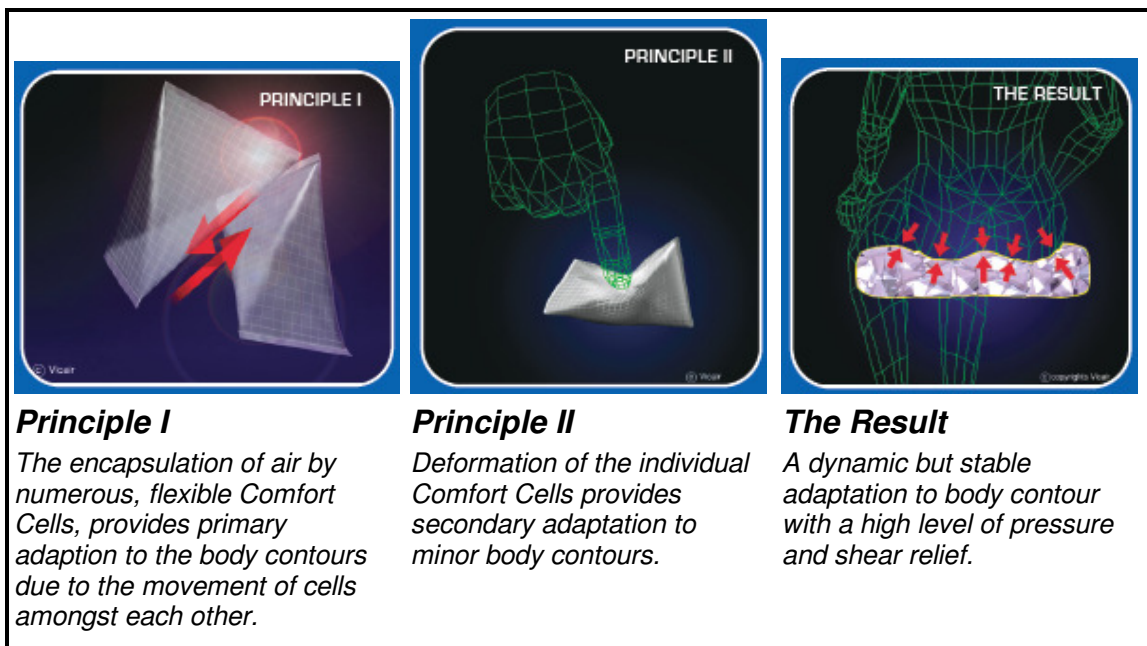 PRINCIPLE I
© Vicair
Principle I
The encapsulation of air by
numerous, flexible Comfort
Cells, provides primary
adaption to the body contours
due to the movement of cells
amongst each other.
PRINCIPLE II
© Vicair
Principle II
Deformation of the individual
Comfort Cells provides
secondary adaptation to
minor body contours.
THE RESULT
© copyrights Vicair
The Result
A dynamic but stable
adaptation to body contour
with a high level of pressure
and shear relief.